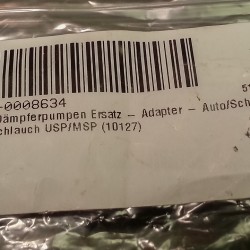 -0008634
Dämpferpumpen Ersatz – Adapter – Auto/Sch
chlauch USP/MSP (10127)